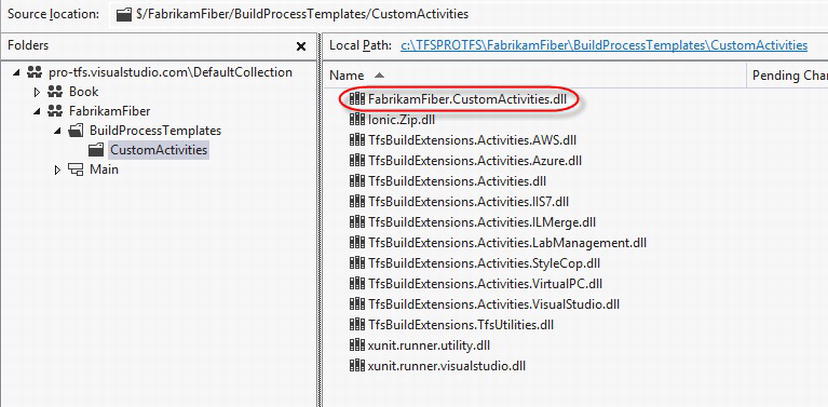 Source location: $/FabrikamFiber/BuildProcessTemplates/CustomActivities
Folders
pro-tfs.visualstudio.com\DefaultCollection
Book
FabrikamFiber
BuildProcessTemplates
CustomActivities
Main
Local Path: c:\TFSPROTFS\FabrikamFiber\BuildProcessTemplates\CustomActivities
Name Pending Char
FabrikamFiber.CustomActivities.dll
Ionic.Zip.dll
TfsBuildExtensions.Activities.AWS.dll
TfsBuildExtensions.Activities.Azure.dll
TfsBuildExtensions.Activities.dll
TfsBuildExtensions.Activities.IIS7.dll
TfsBuildExtensions.Activities.ILMerge.dll
TfsBuildExtensions.Activities.LabManagement.dll
TfsBuildExtensions.Activities.StyleCop.dll
TfsBuildExtensions.Activities.VirtualPC.dll
TfsBuildExtensions.Activities.VisualStudio.dll
TfsBuildExtensions.TfsUtilities.dll
xunit.runner.utility.dll
xunit.runner.visualstudio.dll